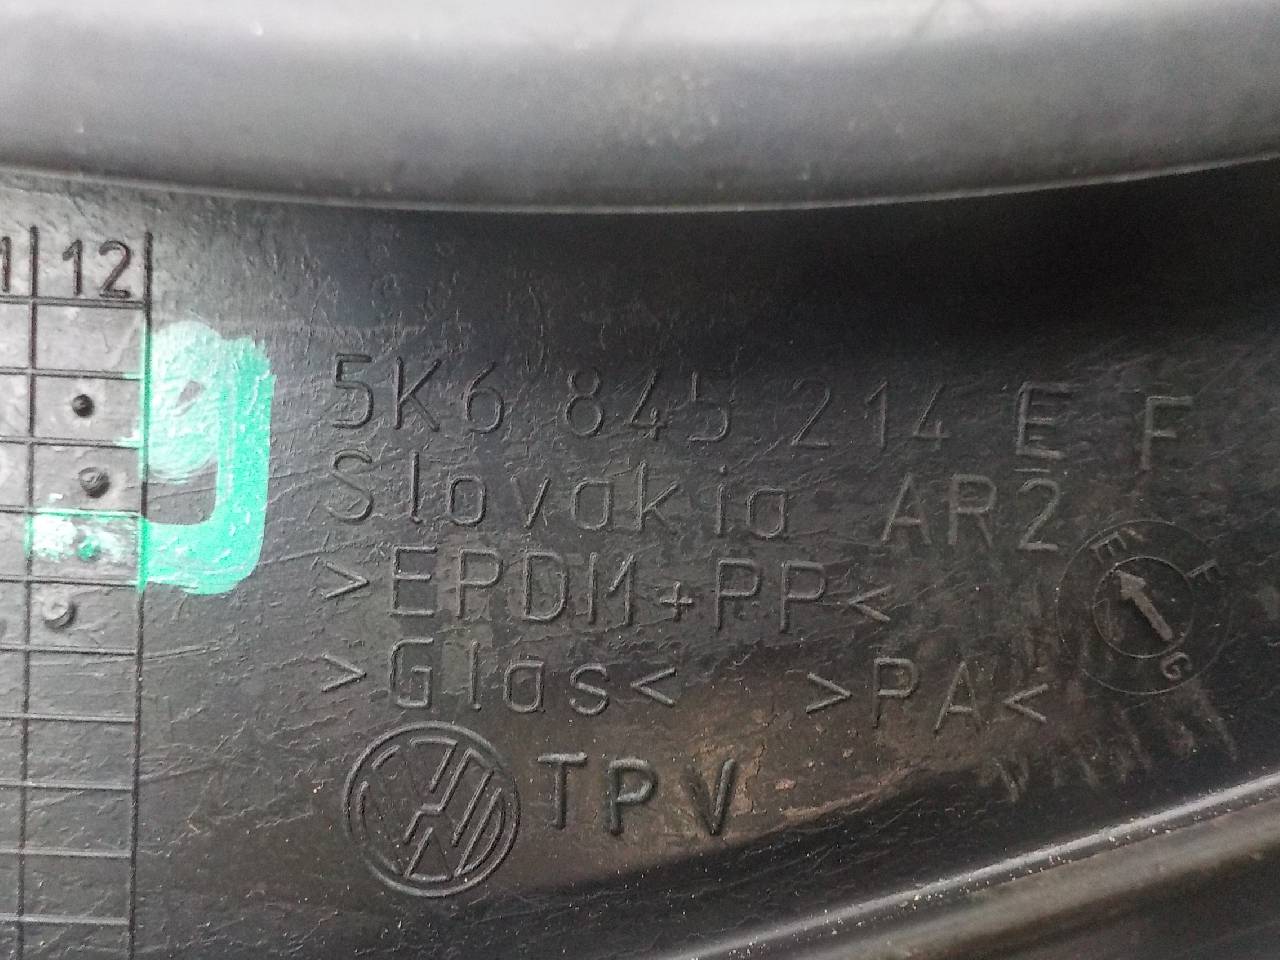 12
5K6 845 214 E F
Slovakia AR2
>EPDM+PP<
>Glas< >PA<
TPV
E F G